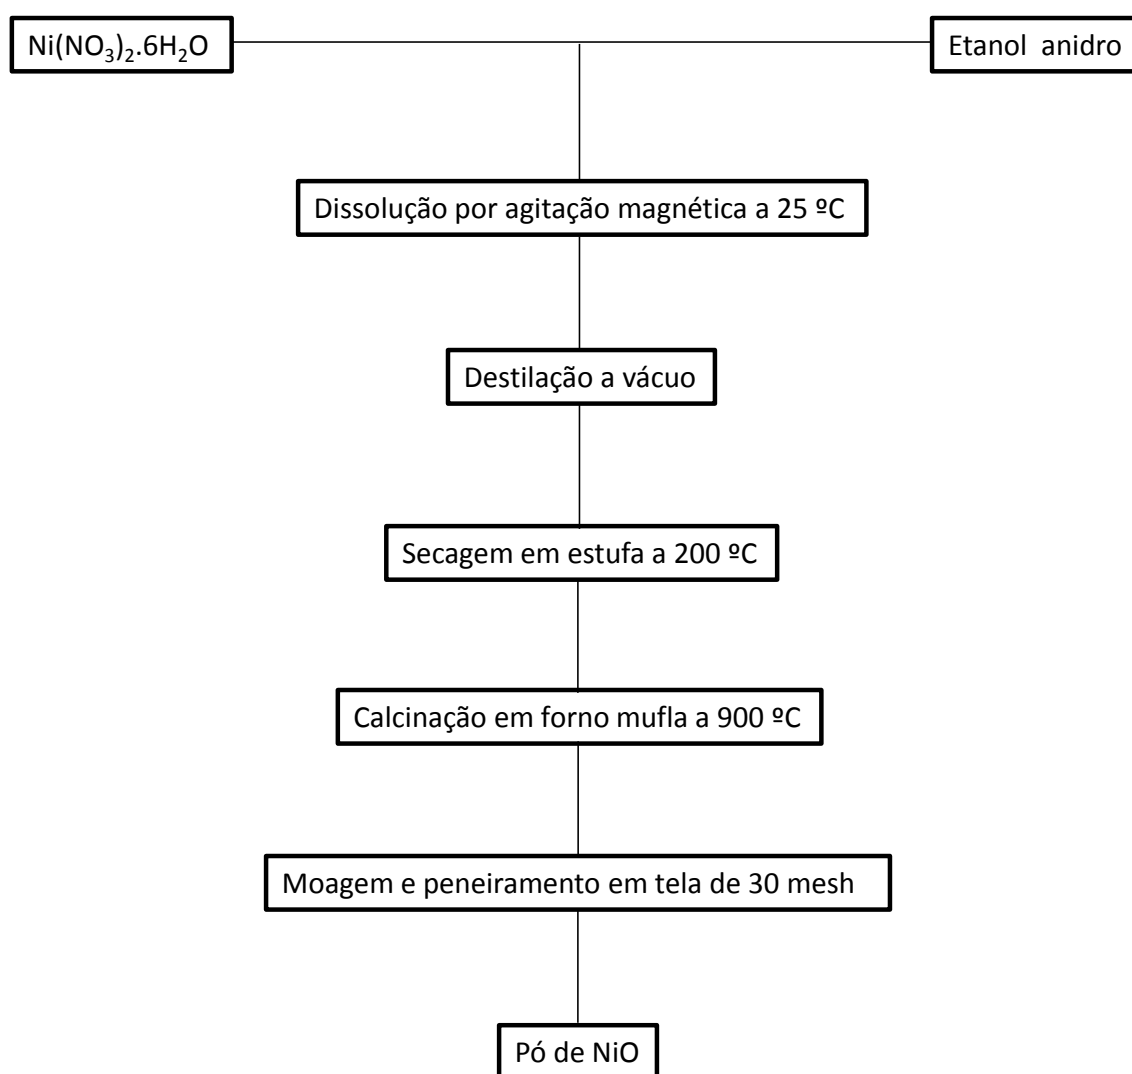 Ni(NO₃)₂.6H₂O
Etanol anidro
Dissolução por agitação magnética a 25 ºC
Destilação a vácuo
Secagem em estufa a 200 ºC
Calcinação em forno mufla a 900 ºC
Moagem e peneiramento em tela de 30 mesh
Pó de NiO